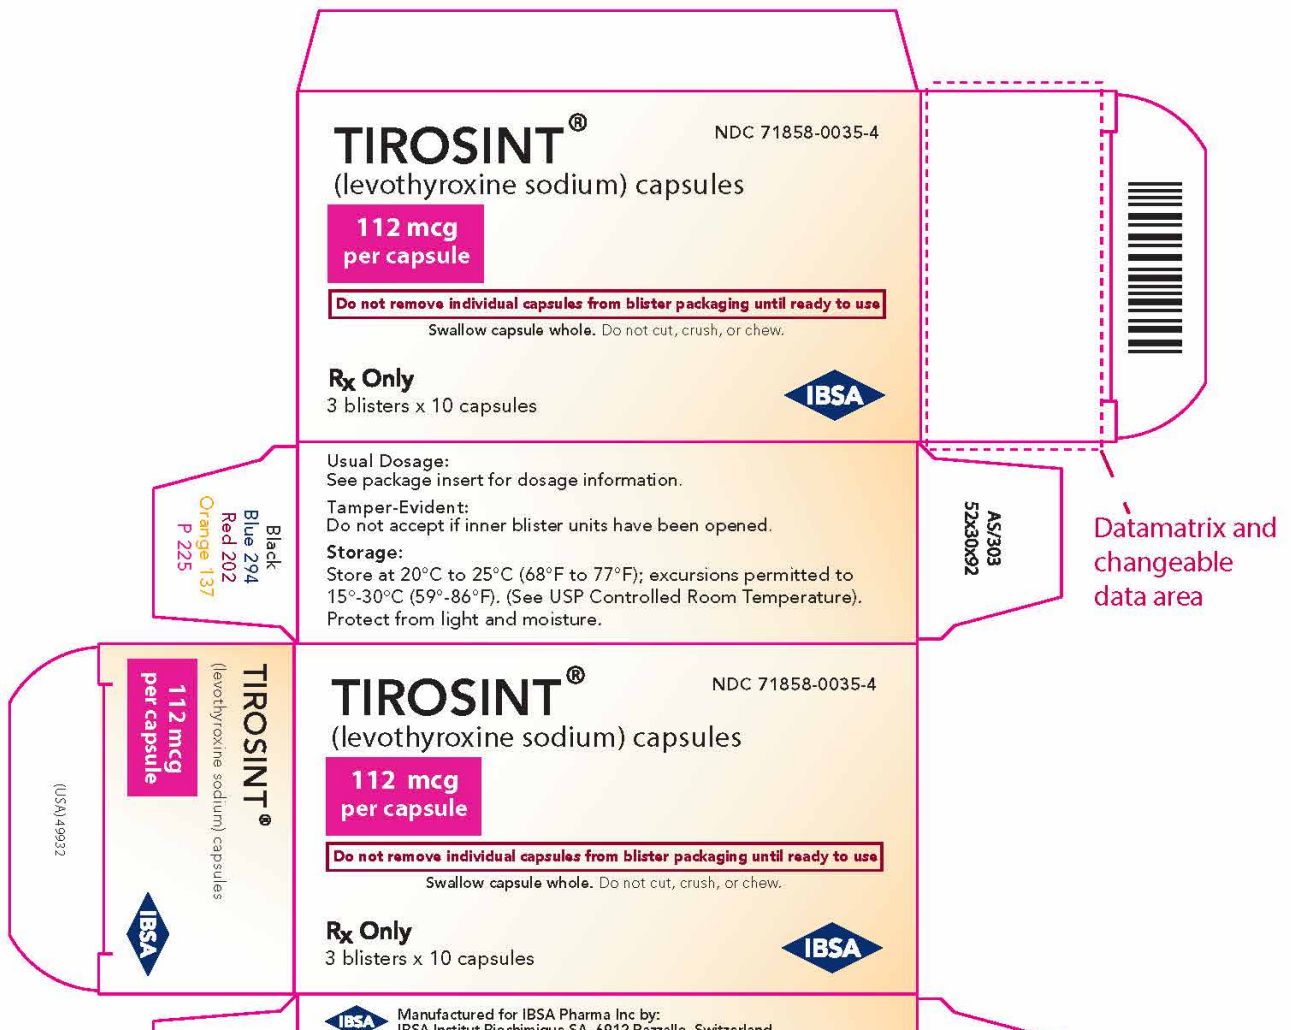 TIROSINT®
NDC 71858-0035-4
(levothyroxine sodium) capsules
112 mcg
per capsule
Do not remove individual capsules from blister packaging until ready to use
Swallow capsule whole. Do not cut, crush, or chew.
Rx Only
3 blisters x 10 capsules
IBSA
Usual Dosage:
See package insert for dosage information.
Tamper-Evident:
Do not accept if inner blister units have been opened.
Storage:
Store at 20°C to 25°C (68°F to 77°F); excursions permitted to
15°-30°C (59°-86°F). (See USP Controlled Room Temperature).
Protect from light and moisture.
Black
Blue 294
Red 202
Orange 137
P 225
AS/303
52x30x92
Datamatrix and
changeable
data area
TIROSINT®
(levothyroxine sodium) capsules
112 mcg
per capsule
IBSA
(USA)49932
TIROSINT®
NDC 71858-0035-4
(levothyroxine sodium) capsules
112 mcg
per capsule
Do not remove individual capsules from blister packaging until ready to use
Swallow capsule whole. Do not cut, crush, or chew.
Rx Only
3 blisters x 10 capsules
IBSA
IBSA
Manufactured for IBSA Pharma Inc by:
IBSA Institut Biochimique SA, 6912 Pazzallo, Switzerland